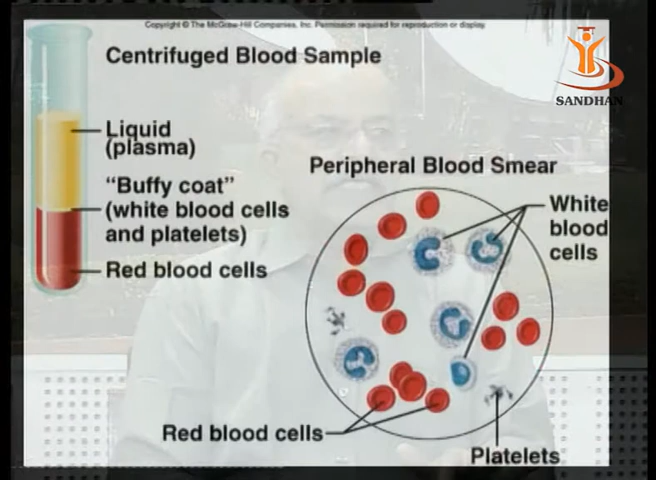 Copyright © The McGraw-Hill Companies, Inc. Permission required for reproduction or display.
Centrifuged Blood Sample
SANDHAN
Liquid
(plasma)
Peripheral Blood Smear
"Buffy coat"
(white blood cells
and platelets)
White
blood
cells
Red blood cells
Red blood cells
Platelets